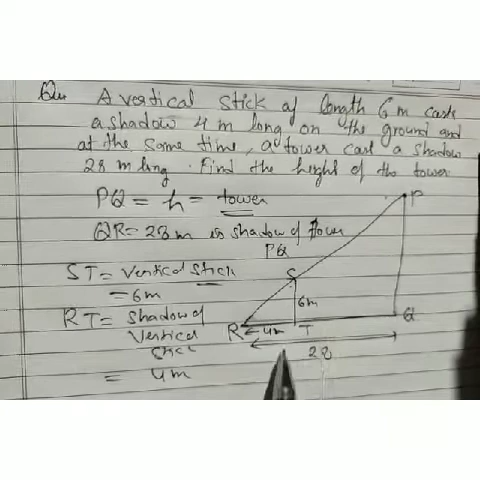 Qu. A vertical stick of length 6 m cast
a shadow 4 m long on the ground and
at the same time, a tower cast a shadow
28 m long. Find the height of the tower
PQ = h = tower
QR = 28 m is shadow of tower
PQ
ST = Vertical stick
= 6m
RT = Shadow of
Vertical
stick
= 4m
P
S
6m
R 4m T Q
28